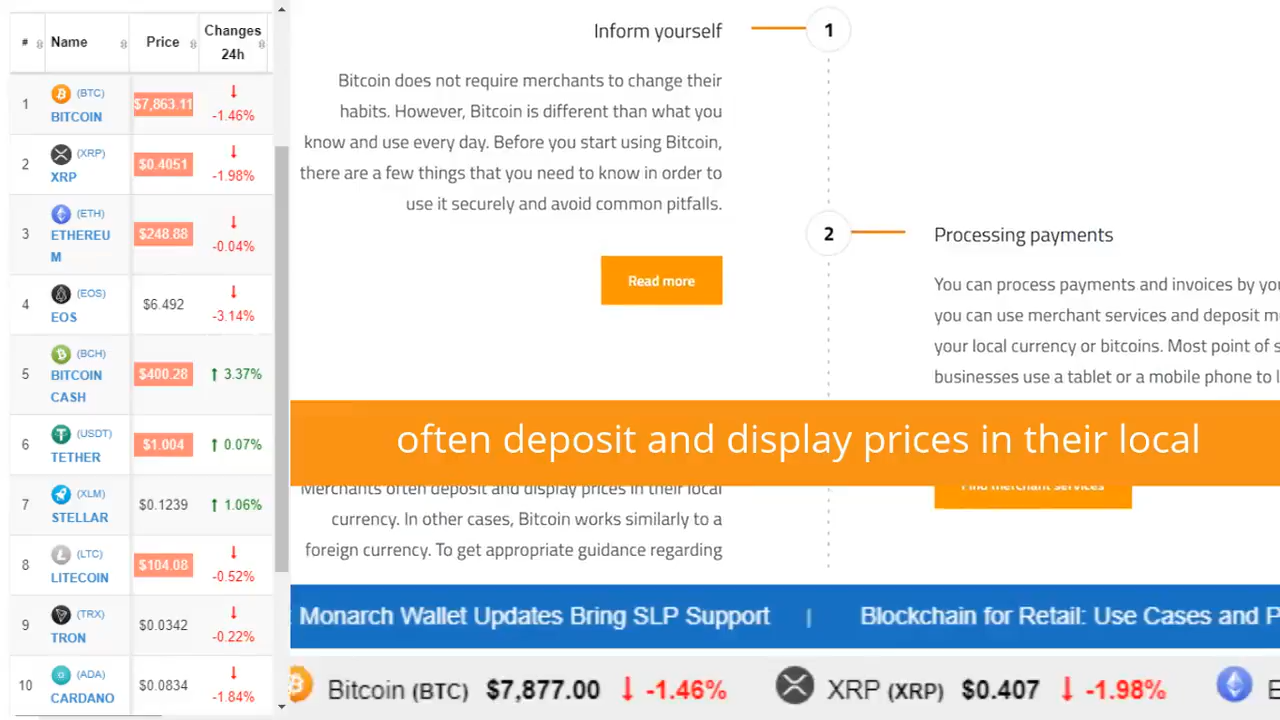 # Name Price Changes 24h
1 (BTC) BITCOIN $7,863.11 -1.46%
2 (XRP) XRP $0.4051 -1.98%
3 (ETH) ETHEREUM $248.88 -0.04%
4 (EOS) EOS $6.492 -3.14%
5 (BCH) BITCOIN CASH $400.28 3.37%
6 (USDT) TETHER $1.004 0.07%
7 (XLM) STELLAR $0.1239 1.06%
8 (LTC) LITECOIN $104.08 -0.52%
9 (TRX) TRON $0.0342 -0.22%
10 (ADA) CARDANO $0.0834 -1.84%
Inform yourself
1
Bitcoin does not require merchants to change their
habits. However, Bitcoin is different than what you
know and use every day. Before you start using Bitcoin,
there are a few things that you need to know in order to
use it securely and avoid common pitfalls.
Read more
2
Processing payments
You can process payments and invoices by
you can use merchant services and deposit
your local currency or bitcoins. Most point of
businesses use a tablet or a mobile phone to
often deposit and display prices in their local
Find merchant services
Merchants often deposit and display prices in their local
currency. In other cases, Bitcoin works similarly to a
foreign currency. To get appropriate guidance regarding
Monarch Wallet Updates Bring SLP Support | Blockchain for Retail: Use Cases and
Bitcoin (BTC) $7,877.00 -1.46% XRP (XRP) $0.407 -1.98%